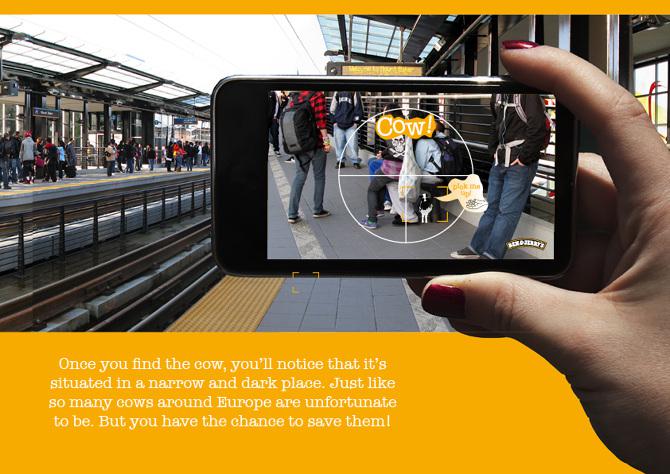 Cow!
pick me
up!
BEN&JERRY'S
Once you find the cow, you'll notice that it's
situated in a narrow and dark place. Just like
so many cows around Europe are unfortunate
to be. But you have the chance to save them!